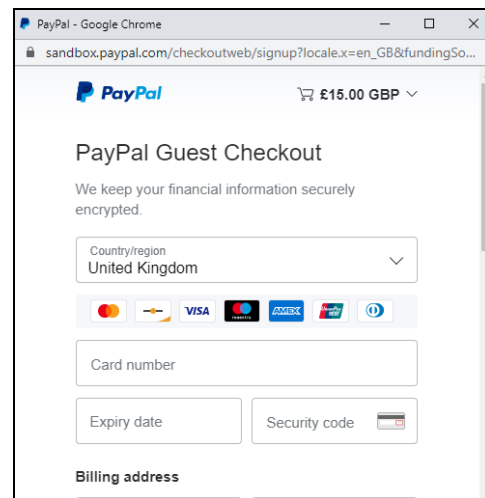 PayPal - Google Chrome
sandbox.paypal.com/checkoutweb/signup?locale.x=en_GB&fundingSo...
PayPal
£15.00 GBP
PayPal Guest Checkout
We keep your financial information securely
encrypted.
Country/region
United Kingdom
VISA
maestro
AMEX
Card number
Expiry date
Security code
Billing address